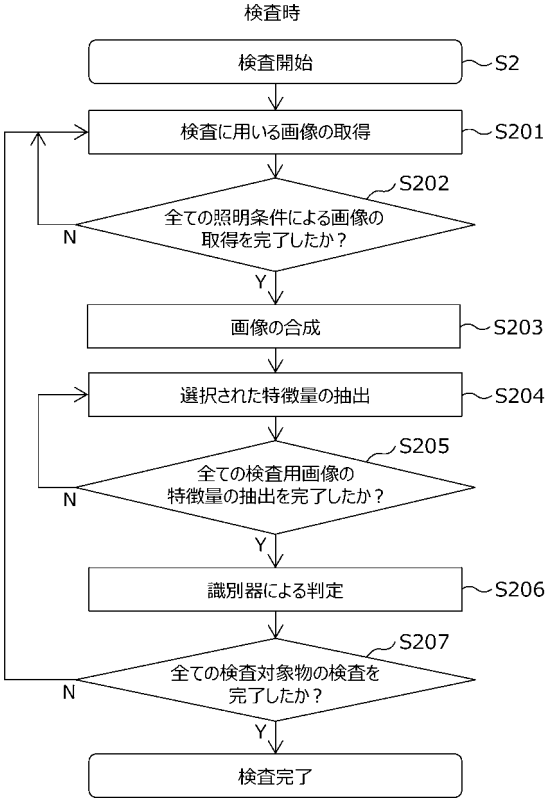 検査時
検査開始
S2
検査に用いる画像の取得
S201
S202
全ての照明条件による画像の
取得を完了したか？
N
Y
画像の合成
S203
選択された特徴量の抽出
S204
S205
全ての検査用画像の
特徴量の抽出を完了したか？
N
Y
識別器による判定
S206
S207
全ての検査対象物の検査を
完了したか？
N
Y
検査完了